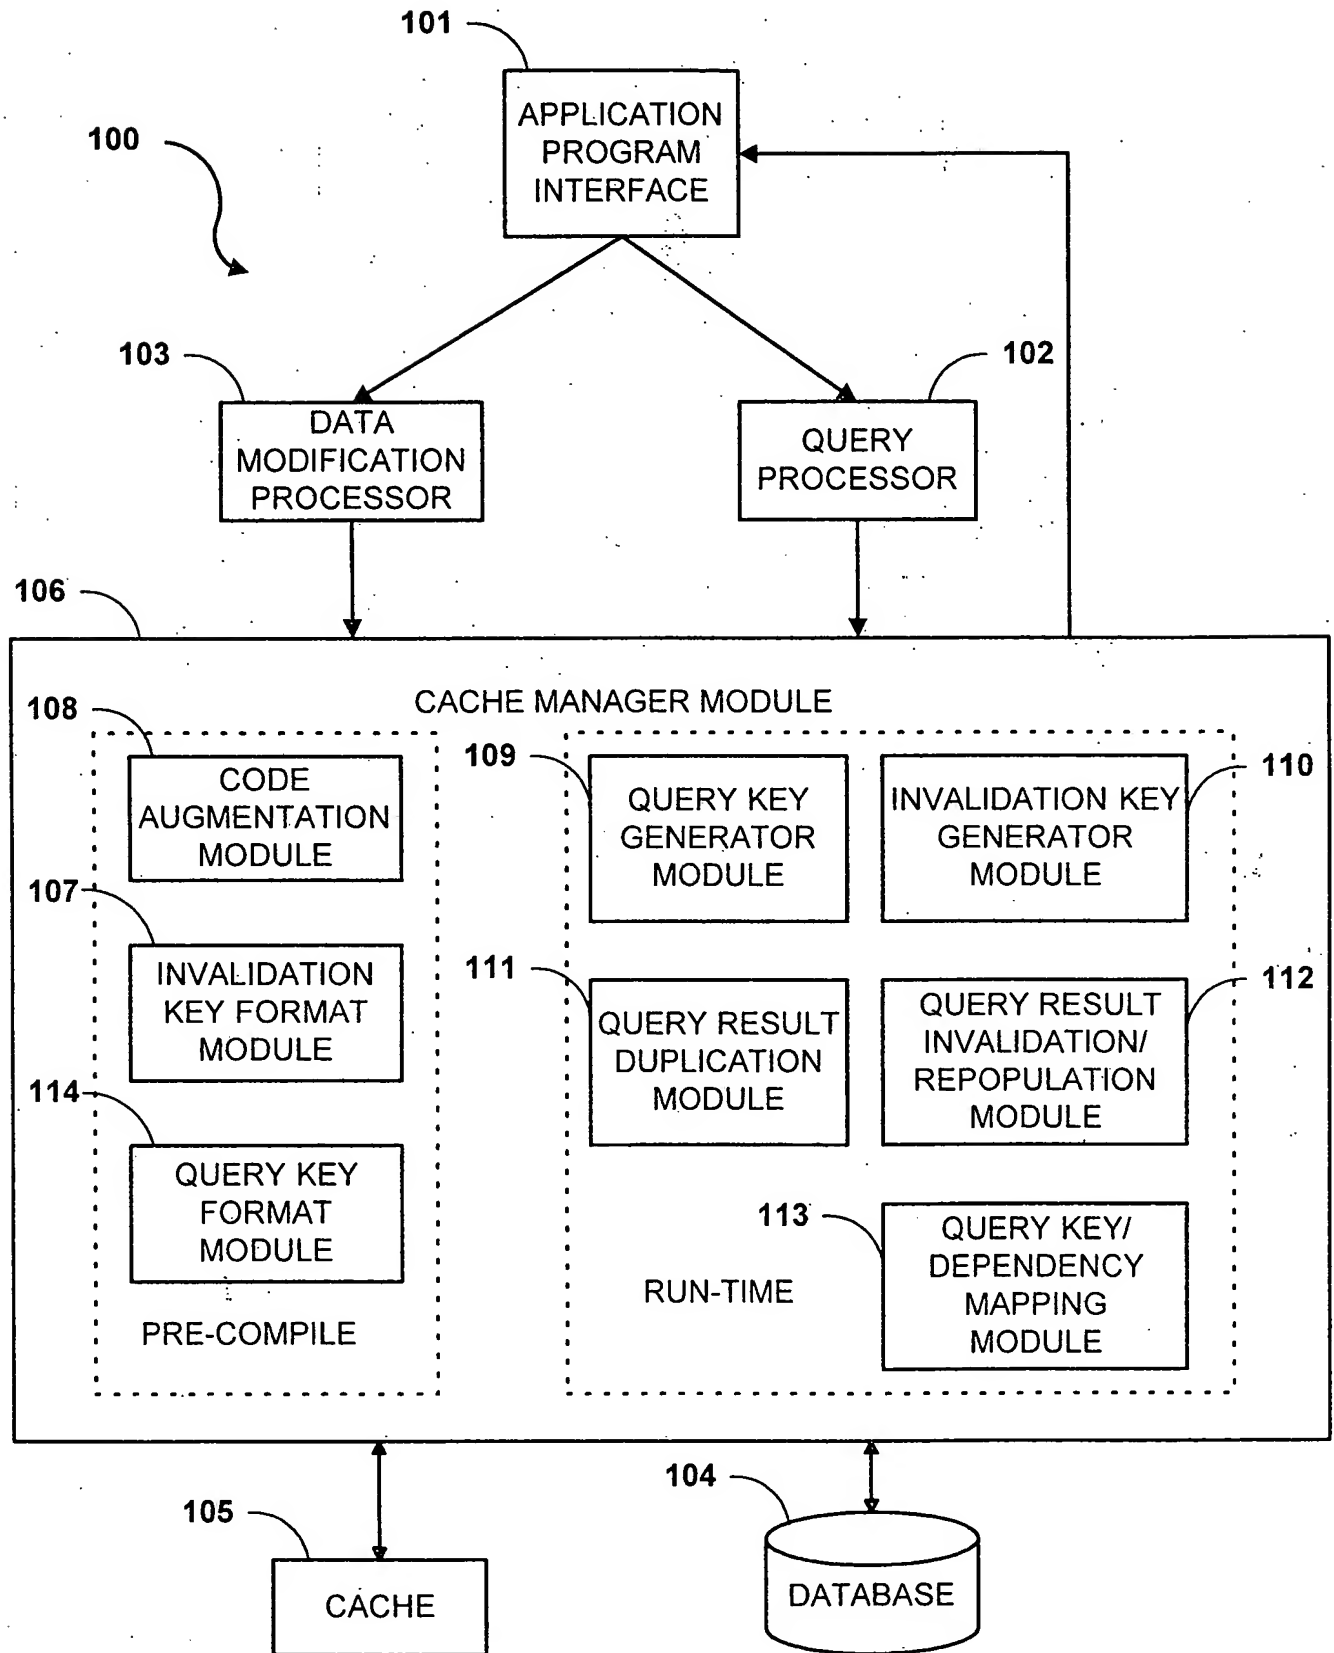 101
APPLICATION
PROGRAM
INTERFACE
100
103
DATA
MODIFICATION
PROCESSOR
102
QUERY
PROCESSOR
106
CACHE MANAGER MODULE
108
CODE
AUGMENTATION
MODULE
107
INVALIDATION
KEY FORMAT
MODULE
114
QUERY KEY
FORMAT
MODULE
PRE-COMPILE
109
QUERY KEY
GENERATOR
MODULE
110
INVALIDATION KEY
GENERATOR
MODULE
111
QUERY RESULT
DUPLICATION
MODULE
112
QUERY RESULT
INVALIDATION/
REPOPULATION
MODULE
113
QUERY KEY/
DEPENDENCY
MAPPING
MODULE
RUN-TIME
105
CACHE
104
DATABASE